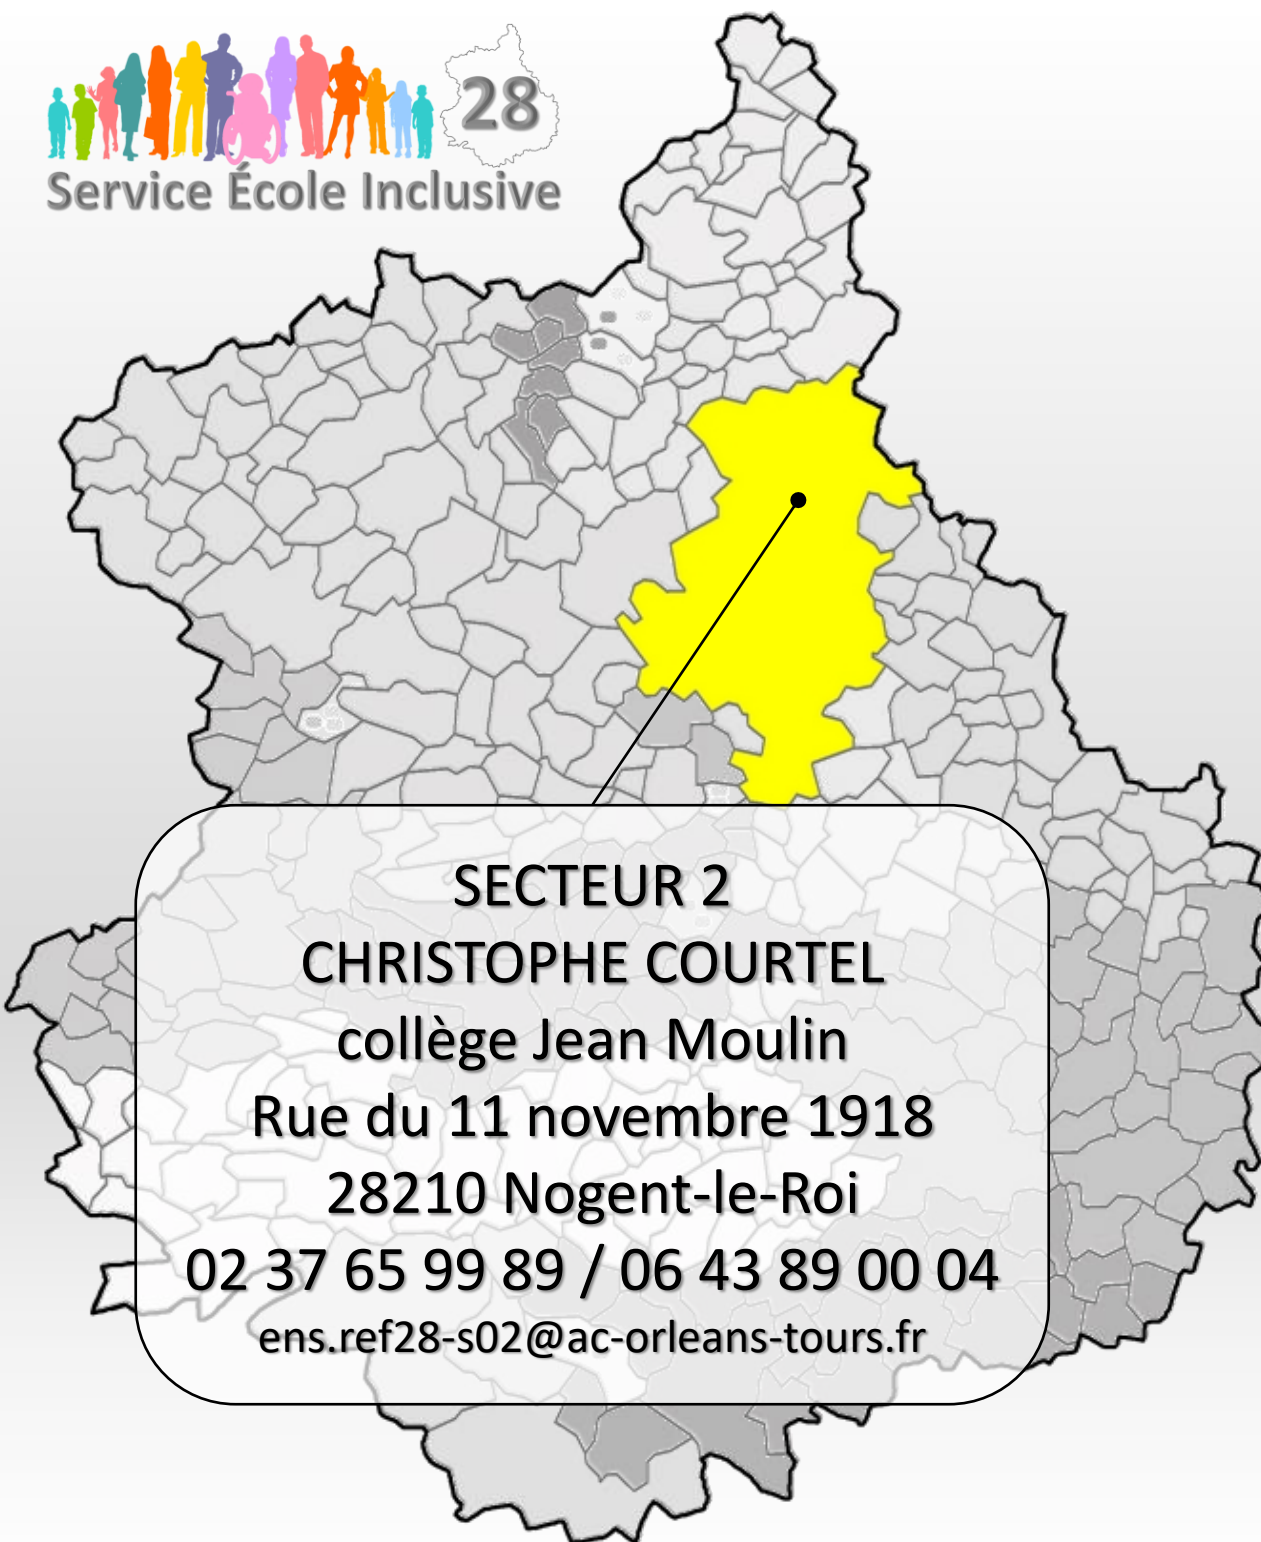 28
Service École Inclusive
SECTEUR 2
CHRISTOPHE COURTEL
collège Jean Moulin
Rue du 11 novembre 1918
28210 Nogent-le-Roi
02 37 65 99 89 / 06 43 89 00 04
ens.ref28-s02@ac-orleans-tours.fr